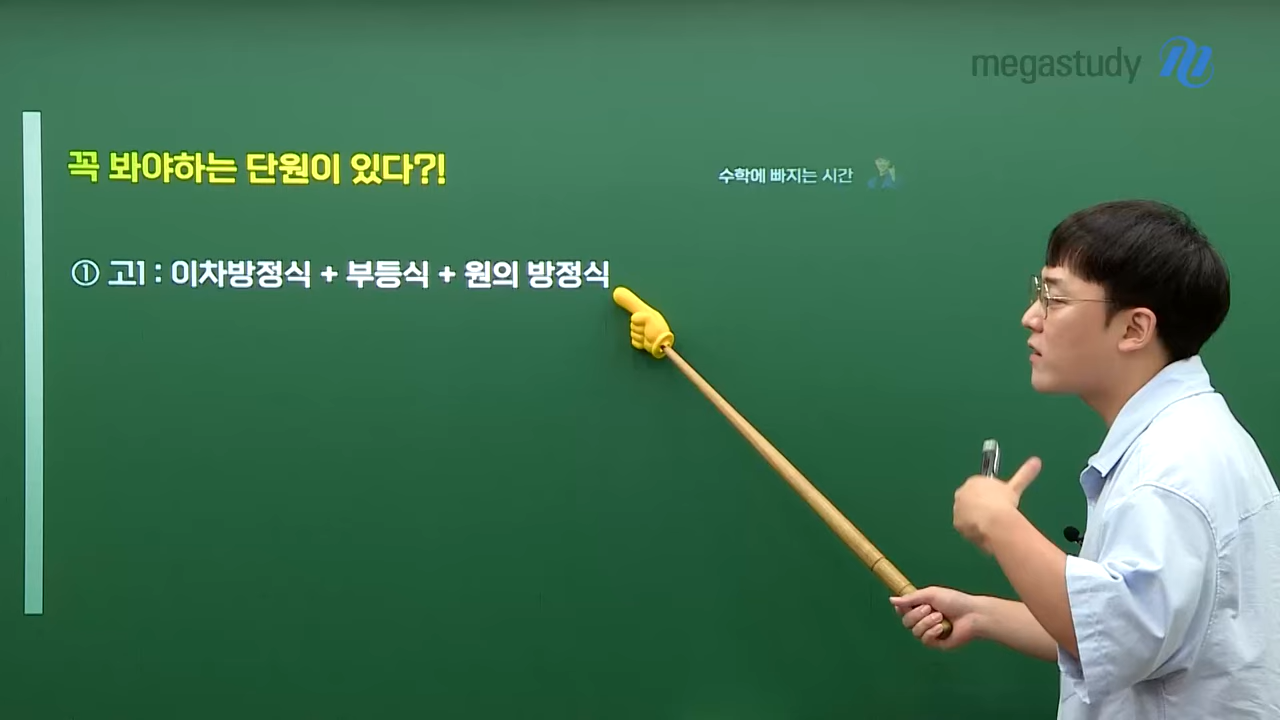 megastudy
꼭 봐야하는 단원이 있다?!
수학에 빠지는 시간
① 고1 : 이차방정식 + 부등식 + 원의 방정식